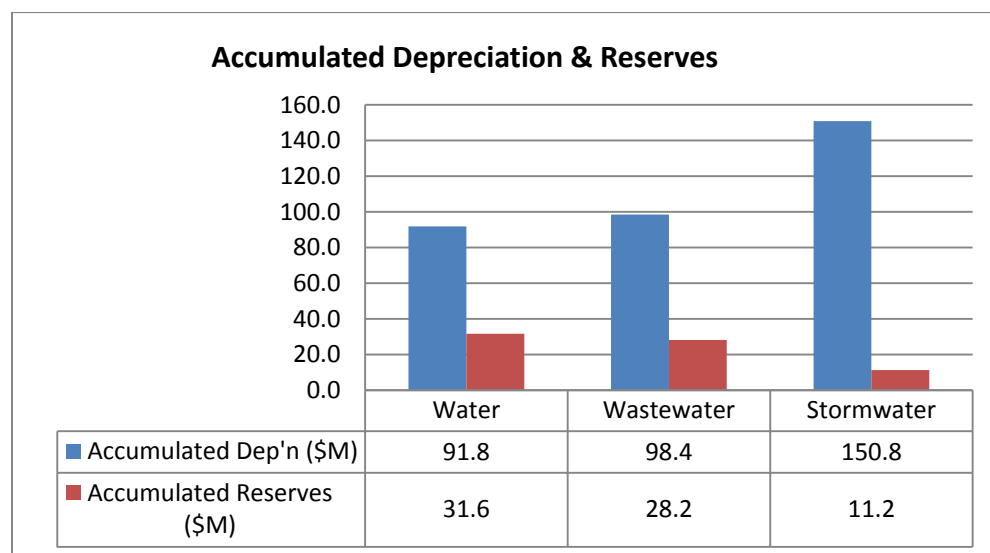 Accumulated Depreciation & Reserves
160.0
140.0
120.0
100.0
80.0
60.0
40.0
20.0
0.0
Water Wastewater Stormwater
Accumulated Dep'n ($M) 91.8 98.4 150.8
Accumulated Reserves
($M) 31.6 28.2 11.2